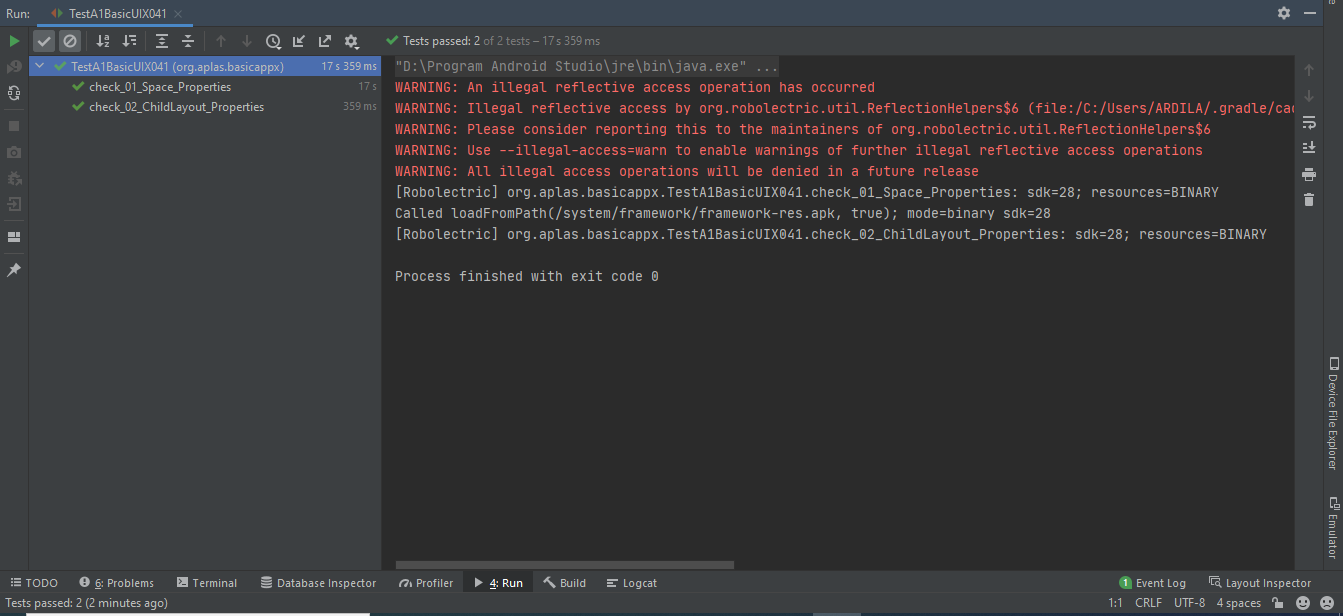 Run: TestA1BasicUIX041
Tests passed: 2 of 2 tests – 17 s 359 ms
TestA1BasicUIX041 (org.aplas.basicappx) 17 s 359 ms
check_01_Space_Properties 17 s
check_02_ChildLayout_Properties 359 ms
"D:\Program Android Studio\jre\bin\java.exe" ...
WARNING: An illegal reflective access operation has occurred
WARNING: Illegal reflective access by org.robolectric.util.ReflectionHelpers$6 (file:/C:/Users/ARDILA/.gradle/cac
WARNING: Please consider reporting this to the maintainers of org.robolectric.util.ReflectionHelpers$6
WARNING: Use --illegal-access=warn to enable warnings of further illegal reflective access operations
WARNING: All illegal access operations will be denied in a future release
[Robolectric] org.aplas.basicappx.TestA1BasicUIX041.check_01_Space_Properties: sdk=28; resources=BINARY
Called loadFromPath(/system/framework/framework-res.apk, true); mode=binary sdk=28
[Robolectric] org.aplas.basicappx.TestA1BasicUIX041.check_02_ChildLayout_Properties: sdk=28; resources=BINARY
Process finished with exit code 0
Device File Explorer
Emulator
TODO 6: Problems Terminal Database Inspector Profiler 4: Run Build Logcat 1 Event Log Layout Inspector
Tests passed: 2 (2 minutes ago) 1:1 CRLF UTF-8 4 spaces